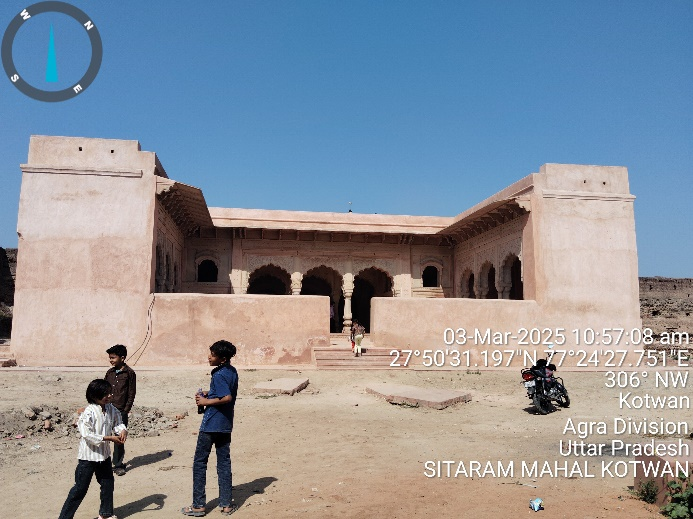 W N
S E
03-Mar-2025 10:57:08 am
27°50'31.197"N 77°24'27.751"E
306° NW
Kotwan
Agra Division
Uttar Pradesh
SITARAM MAHAL KOTWAN